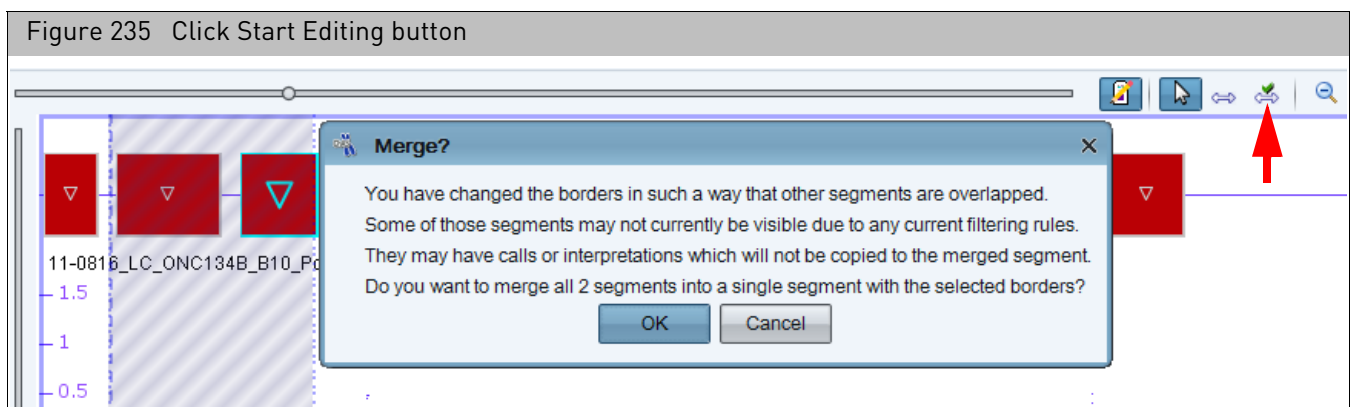 Figure 235 Click Start Editing button
Merge?
You have changed the borders in such a way that other segments are overlapped.
Some of those segments may not currently be visible due to any current filtering rules.
They may have calls or interpretations which will not be copied to the merged segment.
Do you want to merge all 2 segments into a single segment with the selected borders?
OK Cancel
11-0816_LC_ONC134B_B10_Po
1.5
1
0.5